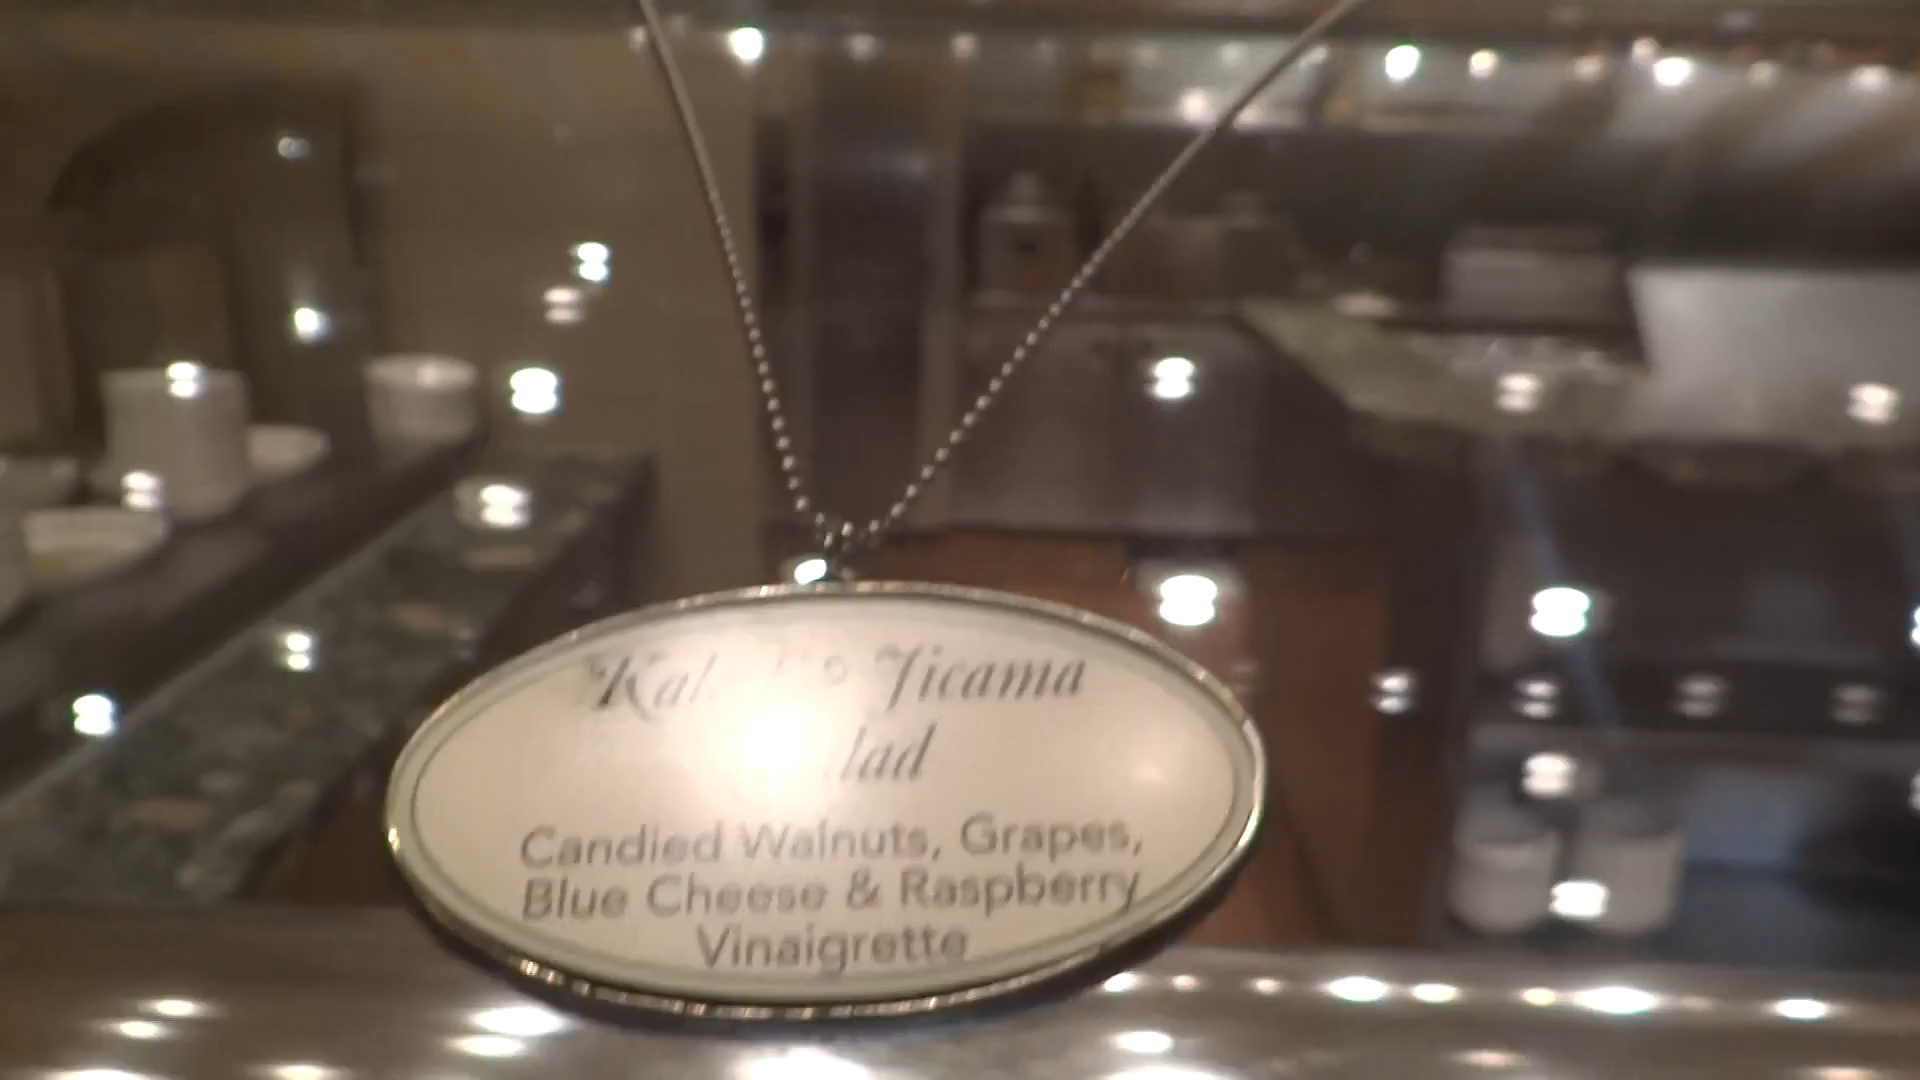 Jicama
Candied Walnuts, Grapes,
Blue Cheese & Raspberry
Vinaigrette